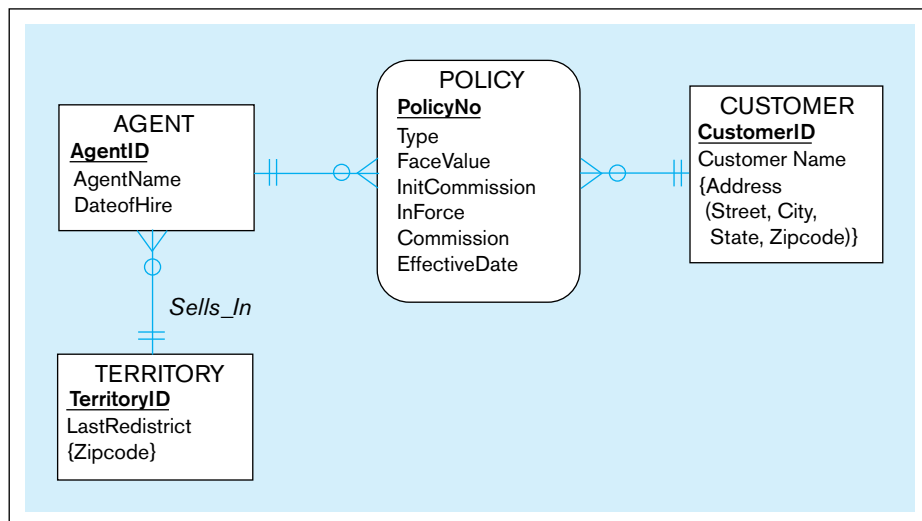 AGENT
AgentID
AgentName
DateofHire
POLICY
PolicyNo
Type
FaceValue
InitCommission
InForce
Commission
EffectiveDate
CUSTOMER
CustomerID
Customer Name
{Address
(Street, City,
State, Zipcode)}
Sells_In
TERRITORY
TerritoryID
LastRedistrict
{Zipcode}